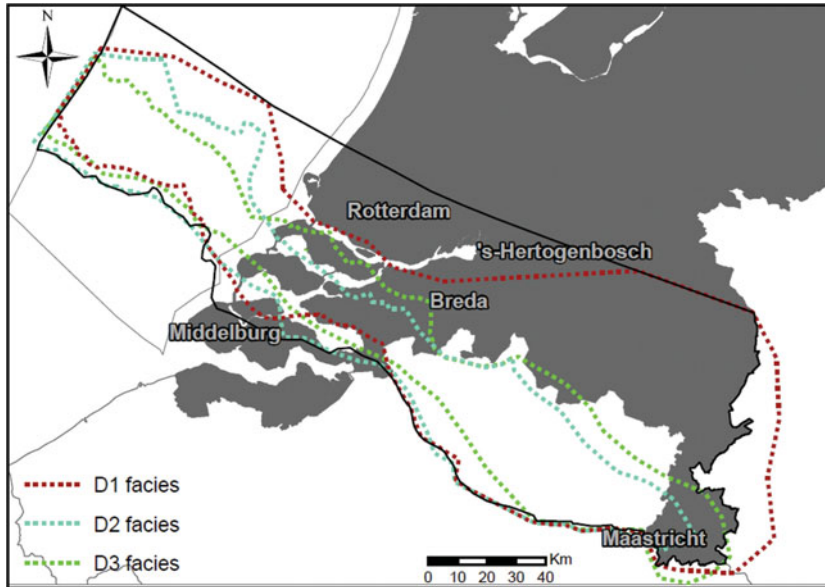 N
Rotterdam
's-Hertogenbosch
Breda
Middelburg
D1 facies
D2 facies
D3 facies
Maastricht
Km
0 10 20 30 40